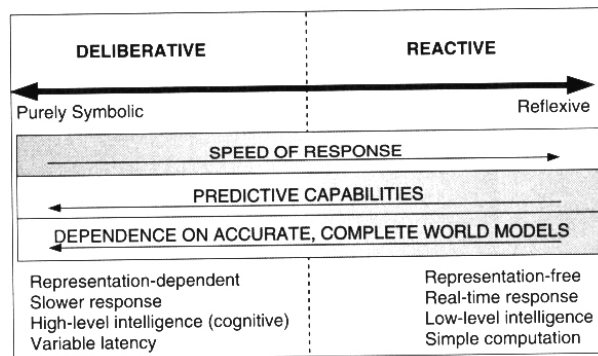 DELIBERATIVE
REACTIVE
Purely Symbolic
Reflexive
SPEED OF RESPONSE
PREDICTIVE CAPABILITIES
DEPENDENCE ON ACCURATE, COMPLETE WORLD MODELS
Representation-dependent
Slower response
High-level intelligence (cognitive)
Variable latency
Representation-free
Real-time response
Low-level intelligence
Simple computation